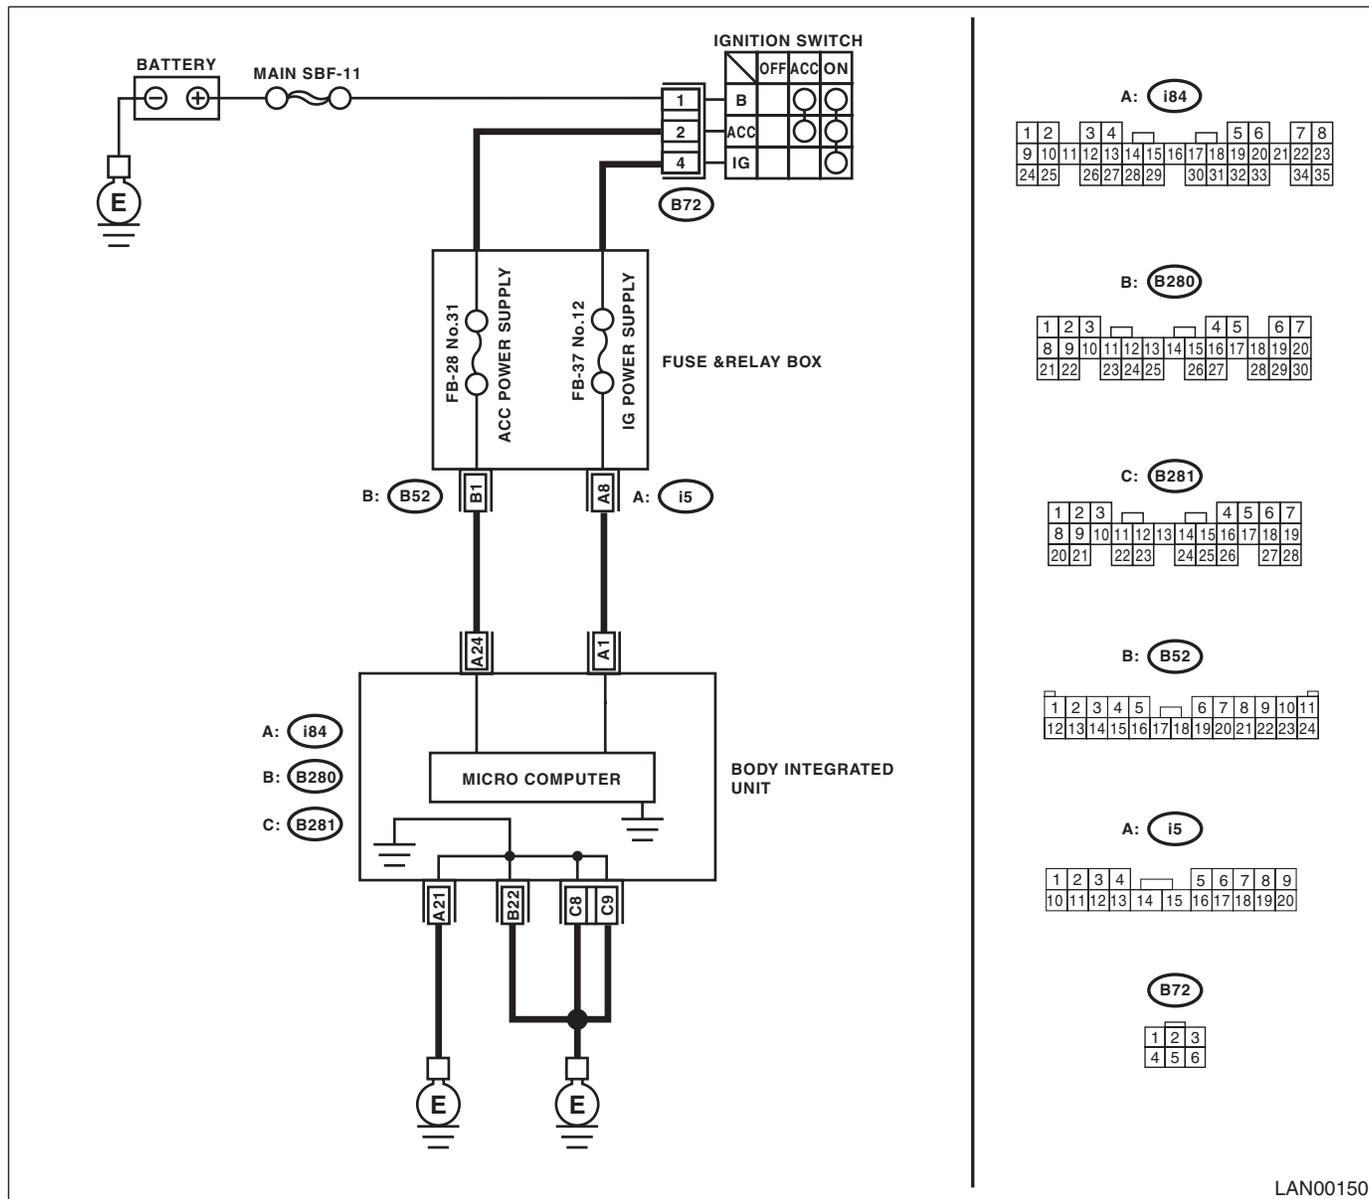 IGNITION SWITCH
BATTERY
MAIN SBF-11
OFF ACC ON
1 B
2 ACC
4 IG
E
B72
FB-28 No.31
ACC POWER SUPPLY
FB-37 No.12
IG POWER SUPPLY
FUSE &RELAY BOX
B: B52
B1
A8
A: i5
A24
A1
A: i84
B: B280
C: B281
MICRO COMPUTER
BODY INTEGRATED
UNIT
A21
B22
C8
C9
E
E
A: i84
1 2 3 4 5 6 7 8
9 10 11 12 13 14 15 16 17 18 19 20 21 22 23
24 25 26 27 28 29 30 31 32 33 34 35
B: B280
1 2 3 4 5 6 7
8 9 10 11 12 13 14 15 16 17 18 19 20
21 22 23 24 25 26 27 28 29 30
C: B281
1 2 3 4 5 6 7
8 9 10 11 12 13 14 15 16 17 18 19
20 21 22 23 24 25 26 27 28
B: B52
1 2 3 4 5 6 7 8 9 10 11
12 13 14 15 16 17 18 19 20 21 22 23 24
A: i5
1 2 3 4 5 6 7 8 9
10 11 12 13 14 15 16 17 18 19 20
B72
1 2 3
4 5 6
LAN00150